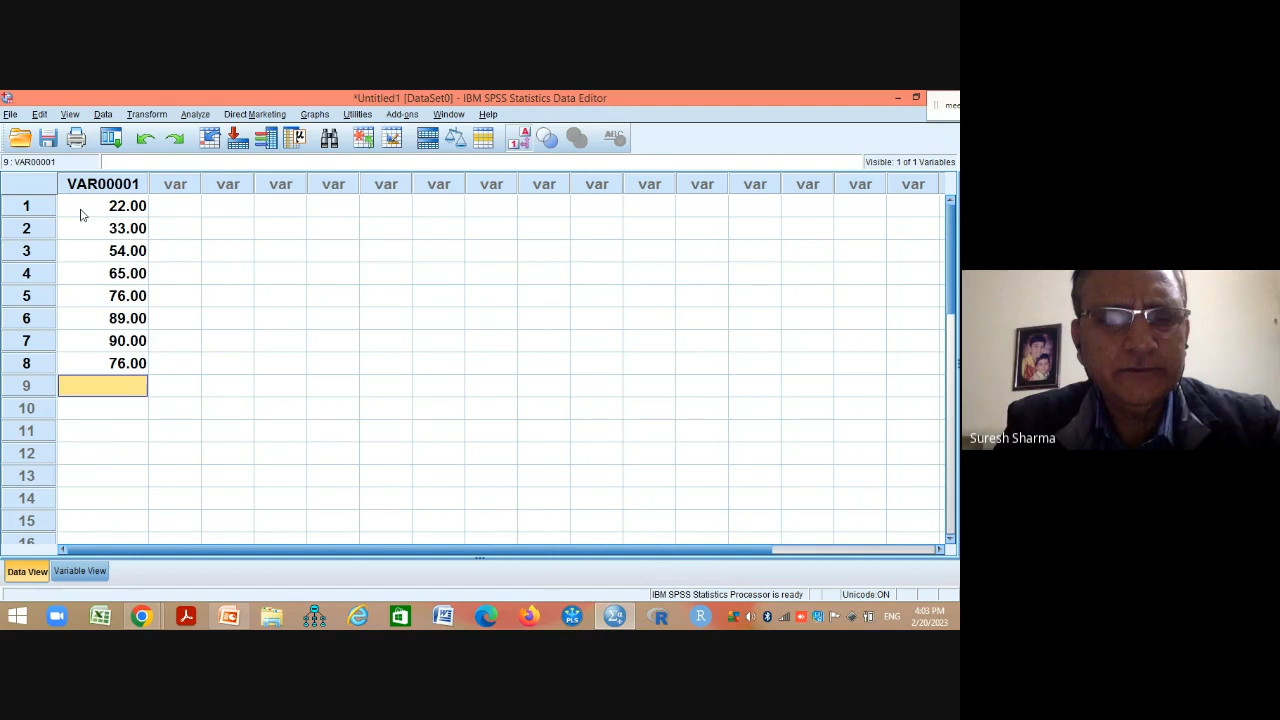 *Untitled1 [DataSet0] - IBM SPSS Statistics Data Editor
File Edit View Data Transform Analyze Direct Marketing Graphs Utilities Add-ons Window Help
mee
9 : VAR00001
Visible: 1 of 1 Variables
VAR00001 var var var var var var var var var var var var var var var
1 22.00
2 33.00
3 54.00
4 65.00
5 76.00
6 89.00
7 90.00
8 76.00
9
10
11
12
13
14
15
16
Data View Variable View
IBM SPSS Statistics Processor is ready Unicode:ON
PLS R R ENG 4:03 PM
2/20/2023
Suresh Sharma